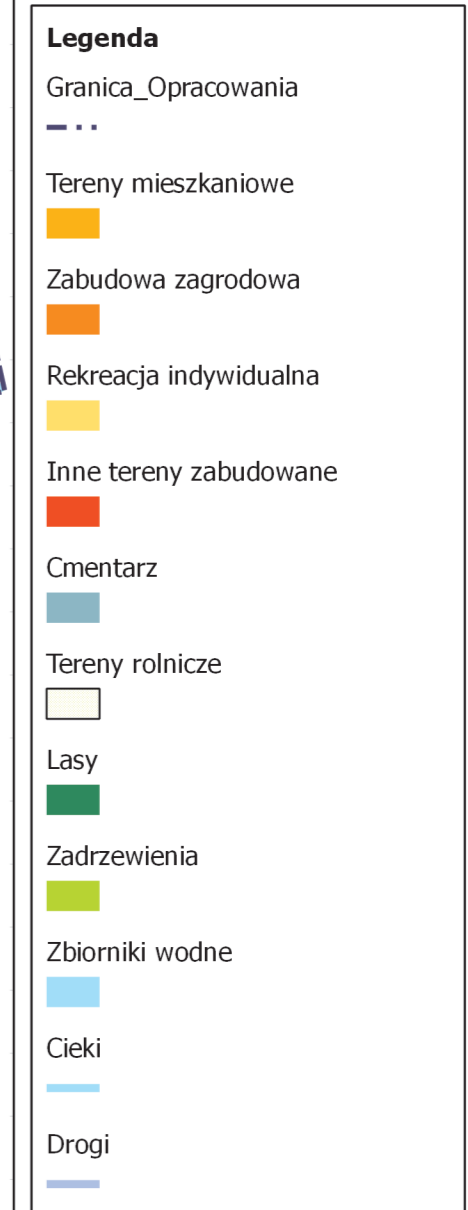 Legenda
Granica_Opracowania
Tereny mieszkaniowe
Zabudowa zagrodowa
Rekreacja indywidualna
Inne tereny zabudowane
Cmentarz
Tereny rolnicze
Lasy
Zadrzewienia
Zbiorniki wodne
Cieki
Drogi